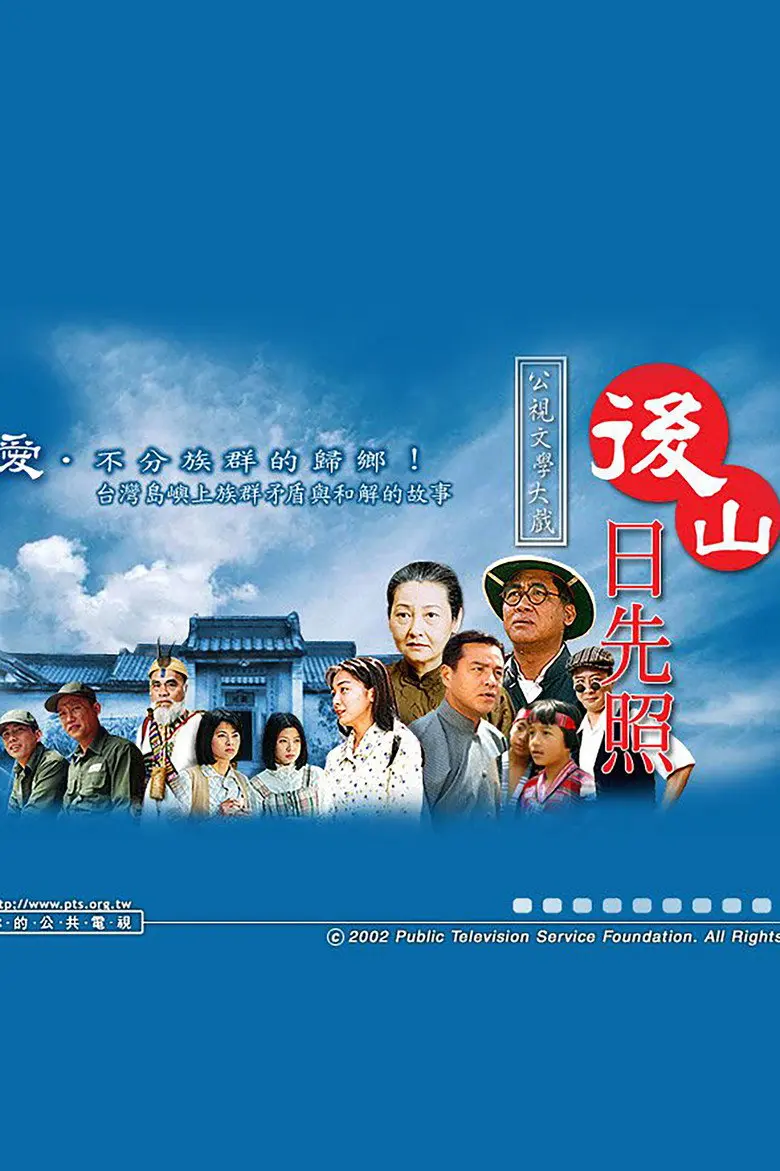 愛·不分族群的歸鄉！
台灣島嶼上族群矛盾與和解的故事
公視文學大戲
後山
日先照
http://www.pts.org.tw
的·公·共·電·視
© 2002 Public Television Service Foundation. All Rights